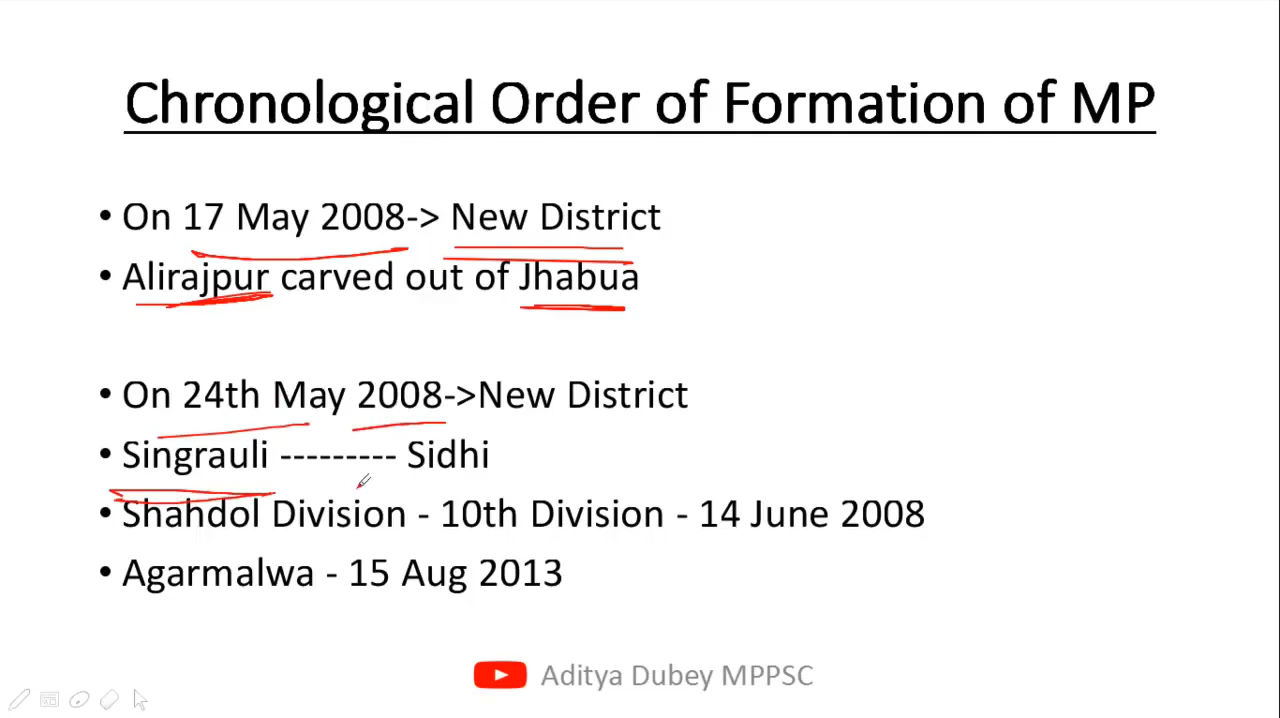 Chronological Order of Formation of MP
• On 17 May 2008-> New District
• Alirajpur carved out of Jhabua
• On 24th May 2008->New District
• Singrauli --------- Sidhi
• Shahdol Division - 10th Division - 14 June 2008
• Agarmalwa - 15 Aug 2013
Aditya Dubey MPPSC